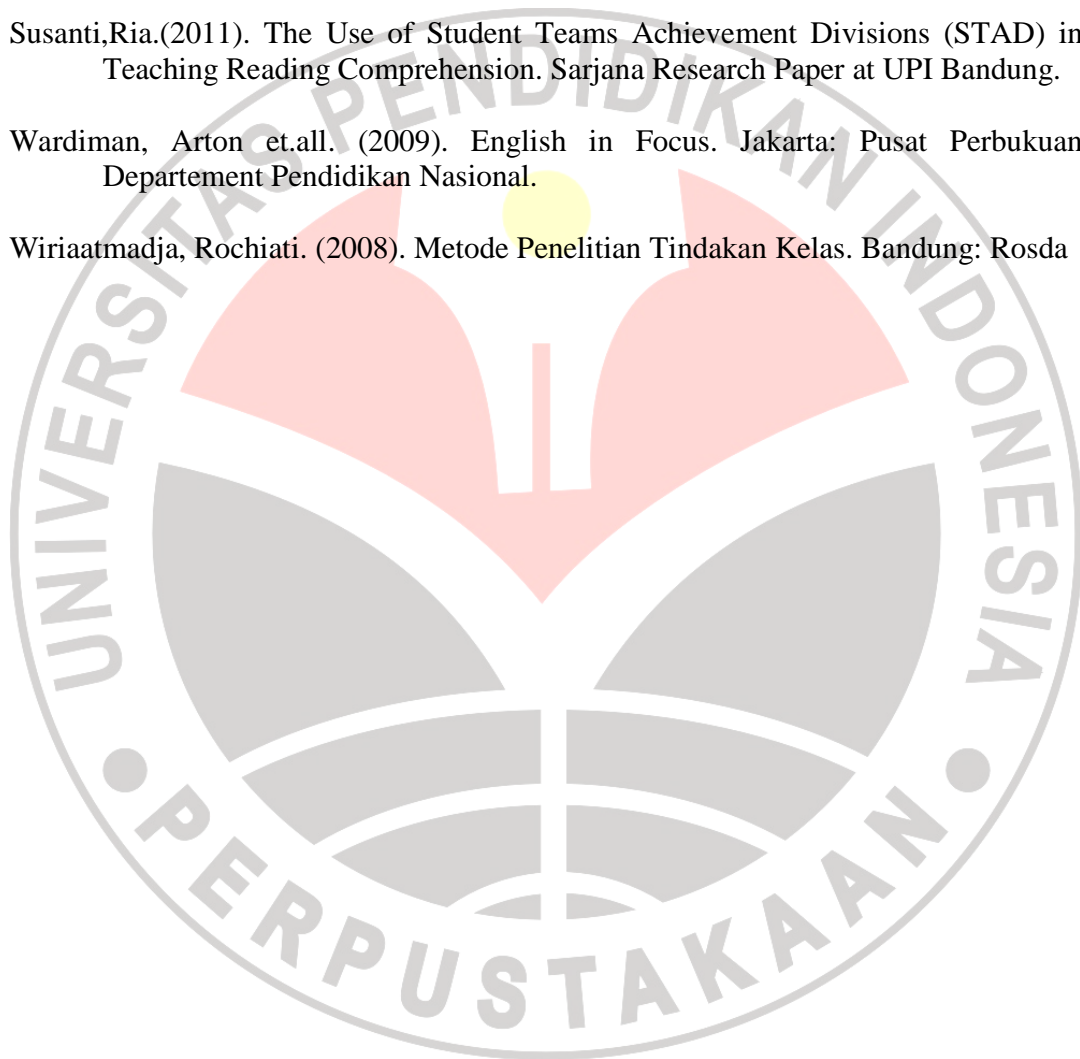 Susanti,Ria.(2011). The Use of Student Teams Achievement Divisions (STAD) in
Teaching Reading Comprehension. Sarjana Research Paper at UPI Bandung.
Wardiman, Arton et.all. (2009). English in Focus. Jakarta: Pusat Perbukuan
Departement Pendidikan Nasional.
Wiriaatmadja, Rochiati. (2008). Metode Penelitian Tindakan Kelas. Bandung: Rosda
UNIVERSITAS PENDIDIKAN INDONESIA
PERPUSTAKAAN